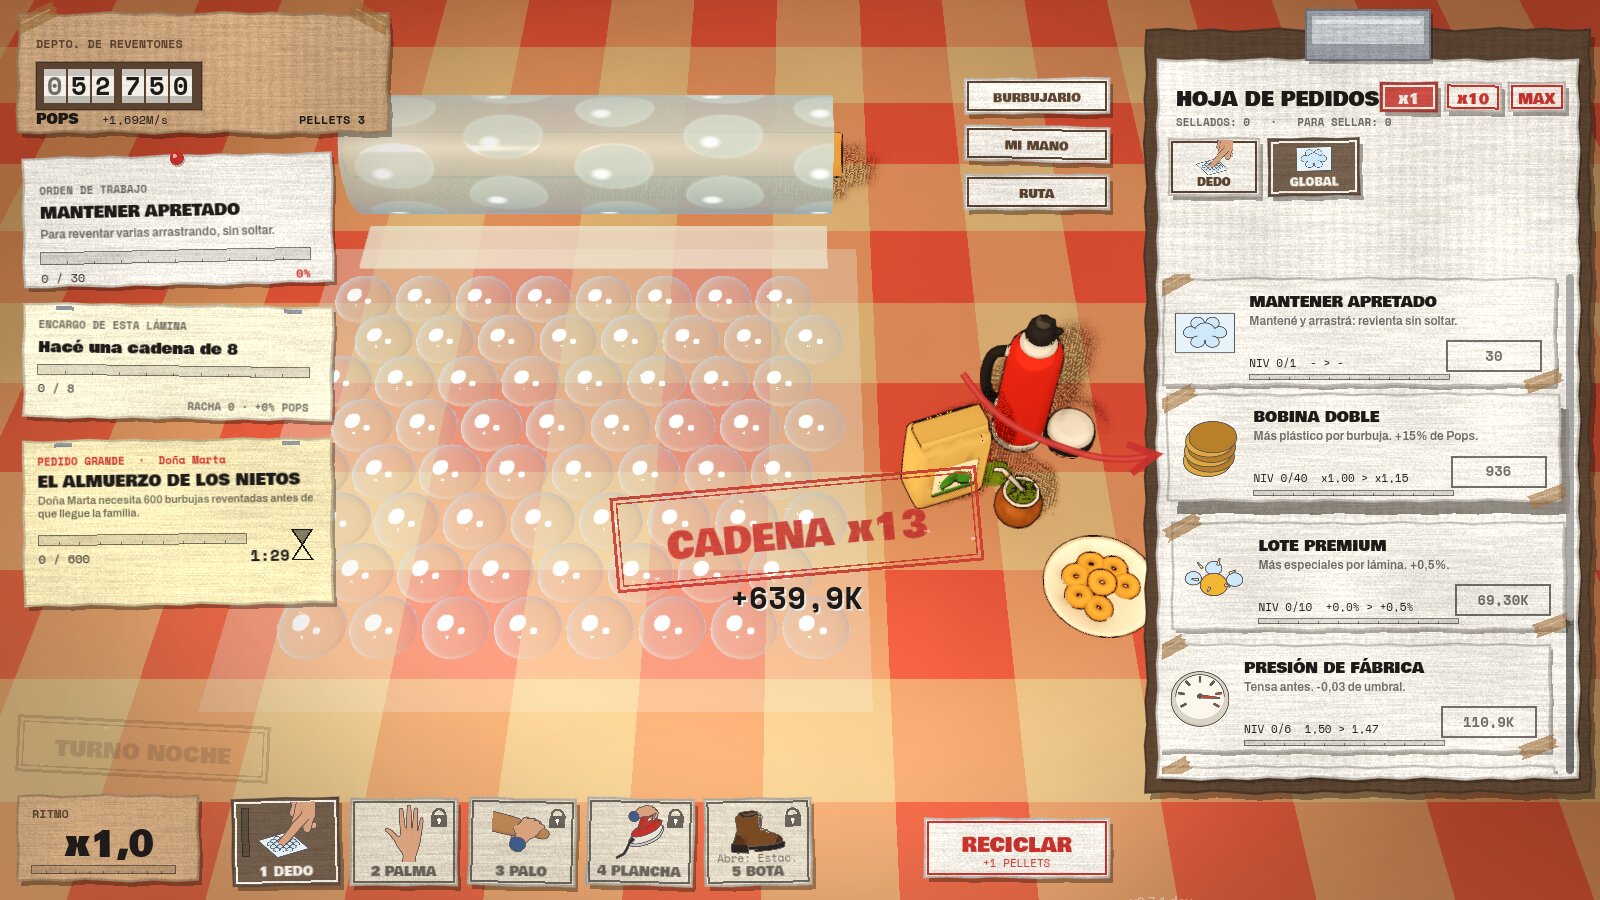 DEPTO. DE REVENTONES
052750
POPS +1,692M/s PELLETS 3
ORDEN DE TRABAJO
MANTENER APRETADO
Para reventar varias arrastrando, sin soltar.
0 / 30 0%
ENCARGO DE ESTA LÁMINA
Hacé una cadena de 8
0 / 8
RACHA 0 · +0% POPS
PEDIDO GRANDE · Doña Marta
EL ALMUERZO DE LOS NIETOS
Doña Marta necesita 600 burbujas reventadas antes de
que llegue la familia.
0 / 600 1:29
TURNO NOCHE
RITMO
x1,0
1 DEDO
2 PALMA
3 PALO
4 PLANCHA
Abre: Estac.
5 BOTA
CADENA x13
+639,9K
BURBUJARIO
MI MANO
RUTA
RECICLAR
+1 PELLETS
HOJA DE PEDIDOS x1 x10 MAX
SELLADOS: 0 · PARA SELLAR: 0
DEDO GLOBAL
MANTENER APRETADO
Mantené y arrastrá: revienta sin soltar.
NIV 0/1 - > - 30
BOBINA DOBLE
Más plástico por burbuja. +15% de Pops.
NIV 0/40 x1,00 > x1,15 936
LOTE PREMIUM
Más especiales por lámina. +0,5%.
NIV 0/10 +0,0% > +0,5% 69,30K
PRESIÓN DE FÁBRICA
Tensa antes. -0,03 de umbral.
NIV 0/6 1,50 > 1,47 110,9K